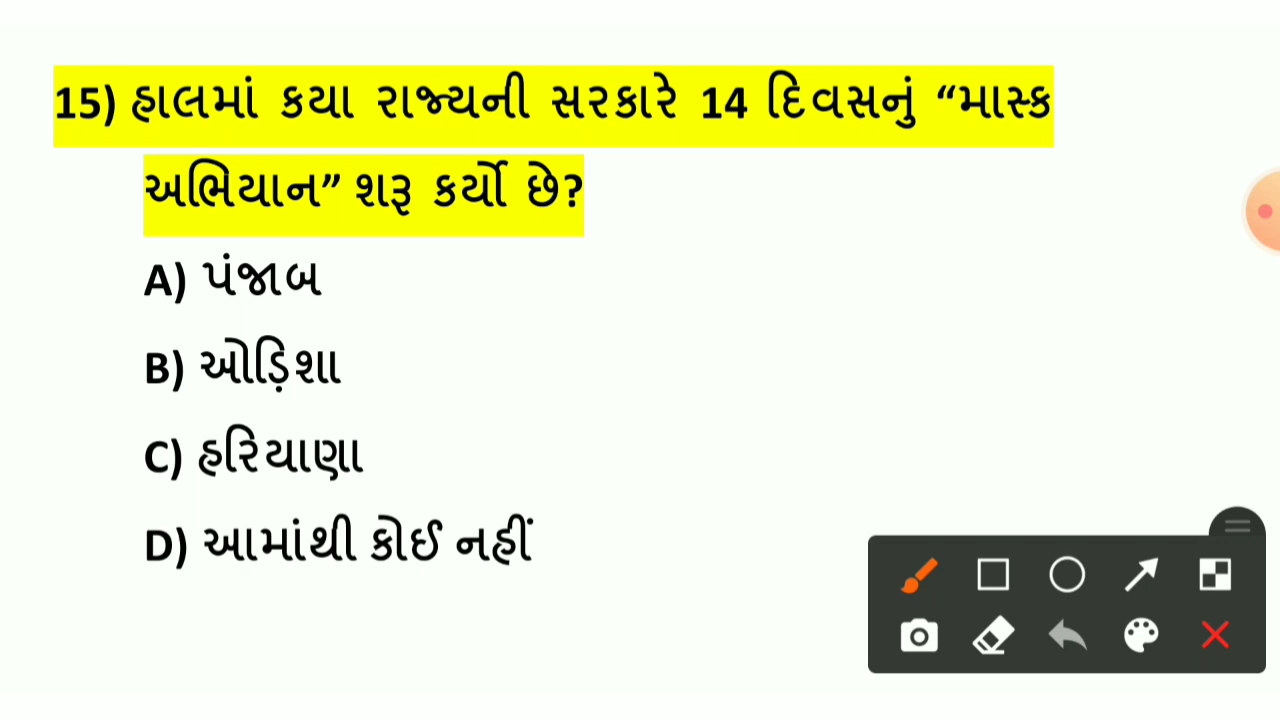 15) હાલમાં કયા રાજ્યની સરકારે 14 દિવસનું “માસ્ક
અભિયાન” શરૂ કર્યો છે?
A) પંજાબ
B) ઓડ઼િશા
C) હરિયાણા
D) આમાંથી કોઈ નહીં